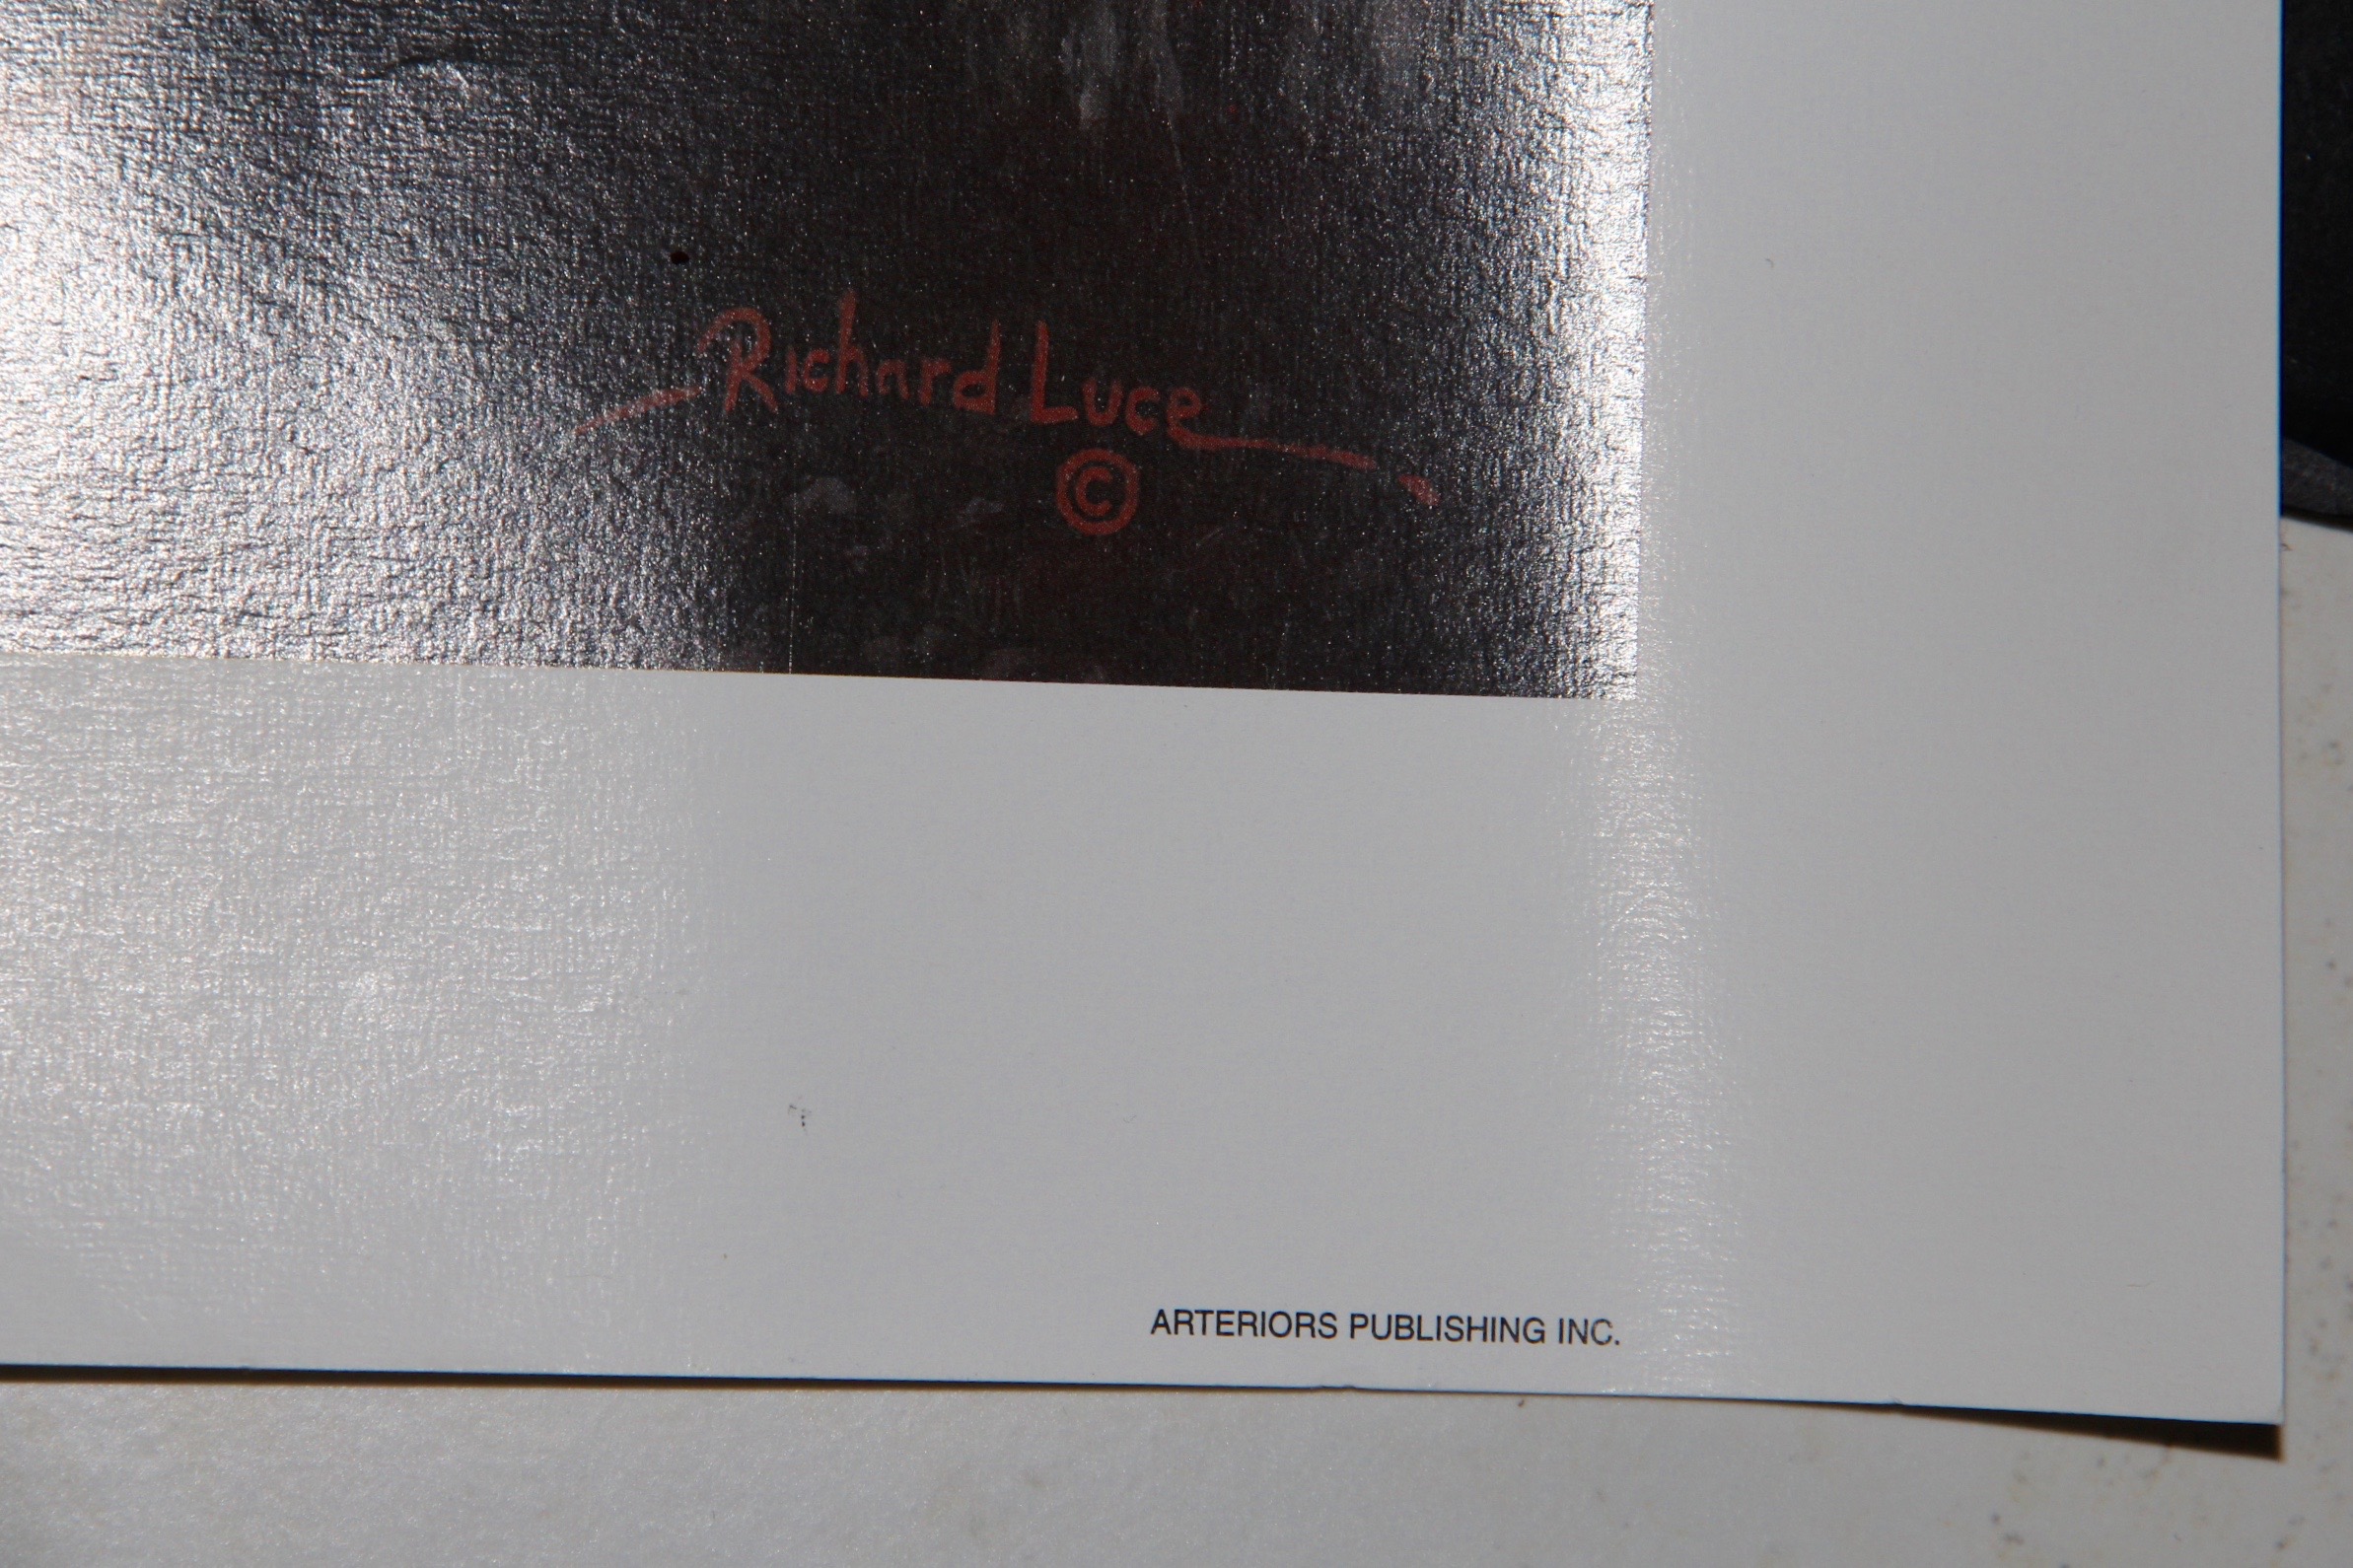 Richard Luce
©
ARTERIORS PUBLISHING INC.